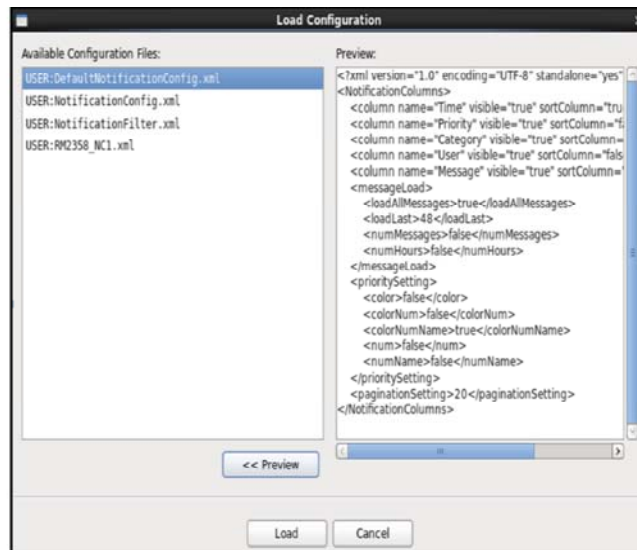 Load Configuration
Available Configuration Files:
USER:DefaultNotificationConfig.xml
USER:NotificationConfig.xml
USER:NotificationFilter.xml
USER:RM2358_NC1.xml
<< Preview
Preview:
<?xml version="1.0" encoding="UTF-8" standalone="yes"
<NotificationColumns>
<column name="Time" visible="true" sortColumn="tru
<column name="Priority" visible="true" sortColumn="fa
<column name="Category" visible="true" sortColumn=
<column name="User" visible="true" sortColumn="fals
<column name="Message" visible="true" sortColumn="
<messageLoad>
<loadAllMessages>true</loadAllMessages>
<loadLast>48</loadLast>
<numMessages>false</numMessages>
<numHours>false</numHours>
</messageLoad>
<prioritySetting>
<color>false</color>
<colorNum>false</colorNum>
<colorNumName>true</colorNumName>
<num>false</num>
<numName>false</numName>
</prioritySetting>
<paginationSetting>20</paginationSetting>
</NotificationColumns>
Load
Cancel